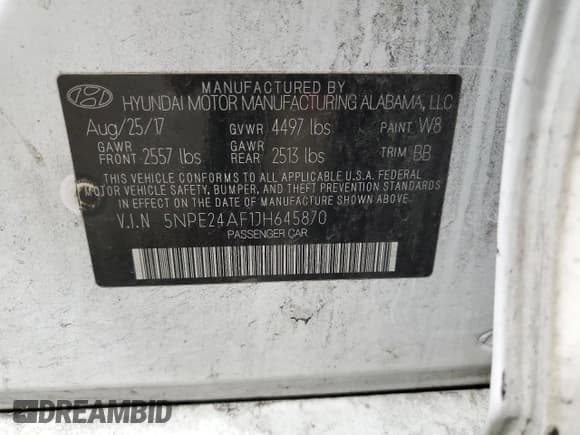 MANUFACTURED BY
HYUNDAI MOTOR MANUFACTURING ALABAMA, LLC
Aug/25/17 GVWR 4497 lbs PAINT W8
GAWR FRONT 2557 lbs GAWR REAR 2513 lbs TRIM BB
THIS VEHICLE CONFORMS TO ALL APPLICABLE U.S.A. FEDERAL
MOTOR VEHICLE SAFETY, BUMPER, AND THEFT PREVENTION STANDARDS
IN EFFECT ON THE DATE OF MANUFACTURE SHOWN ABOVE.
V.I.N 5NPE24AF1JH645870
PASSENGER CAR
DREAMBID